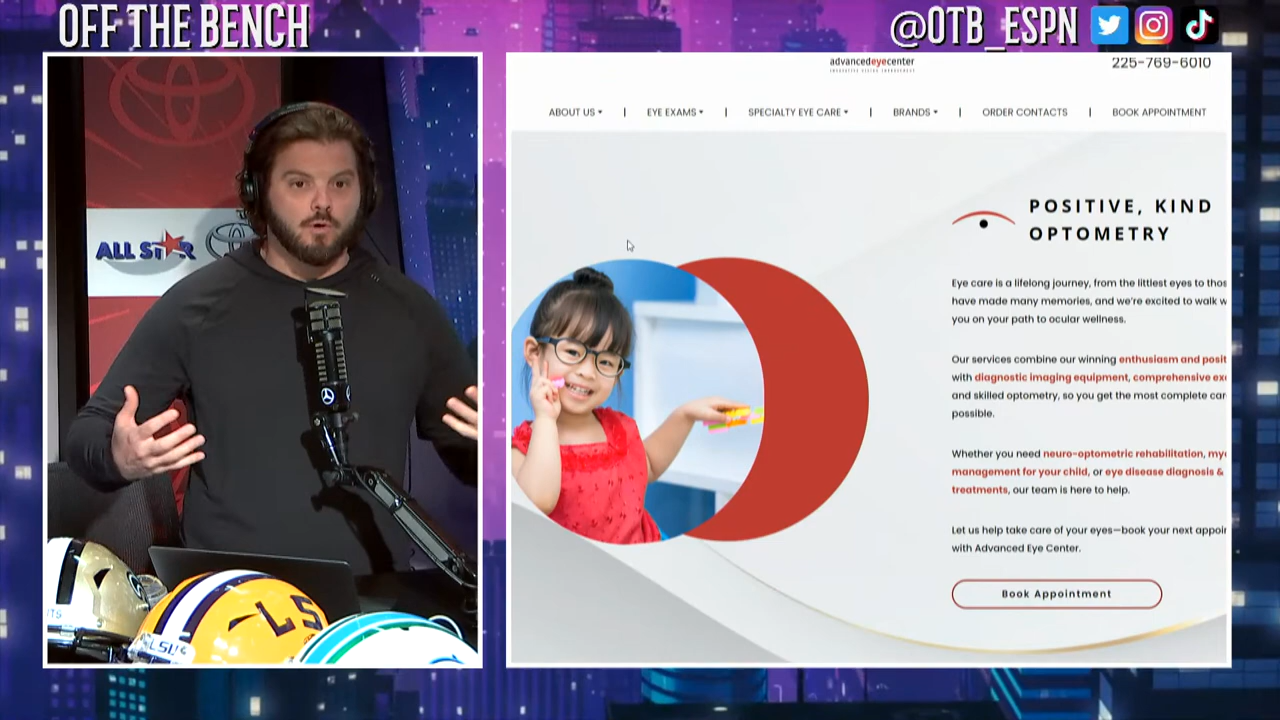 OFF THE BENCH
@OTB_ESPN
ALL STAR
LSU
LS
advancedeyecenter
225-769-6010
ABOUT US
EYE EXAMS
SPECIALTY EYE CARE
BRANDS
ORDER CONTACTS
BOOK APPOINTMENT
POSITIVE, KIND
OPTOMETRY
Eye care is a lifelong journey, from the littlest eyes to thos
have made many memories, and we're excited to walk w
you on your path to ocular wellness.
Our services combine our winning enthusiasm and posit
with diagnostic imaging equipment, comprehensive exa
and skilled optometry, so you get the most complete car
possible.
Whether you need neuro-optometric rehabilitation, my
management for your child, or eye disease diagnosis &
treatments, our team is here to help.
Let us help take care of your eyes—book your next appoin
with Advanced Eye Center.
Book Appointment